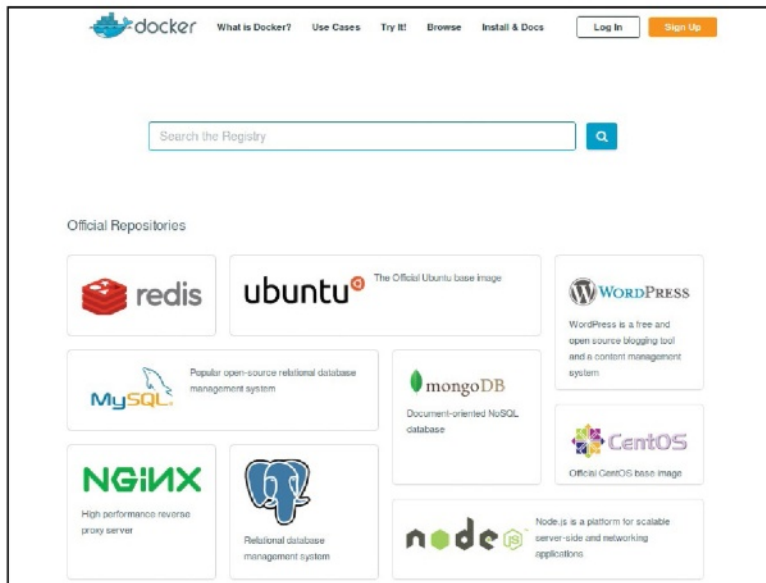 docker What is Docker? Use Cases Try It! Browse Install & Docs Log In Sign Up
Search the Registry
Official Repositories
redis
ubuntu
The Official Ubuntu base image
WORDPRESS
WordPress is a free and
open source blogging tool
and a content management
system
MySQL
Popular open-source relational database
management system
mongoDB
Document-oriented NoSQL
database
CentOS
Official CentOS base image
NGiNX
High performance reverse
proxy server
Relational database
management system
node JS
Node.js is a platform for scalable
server-side and networking
applications